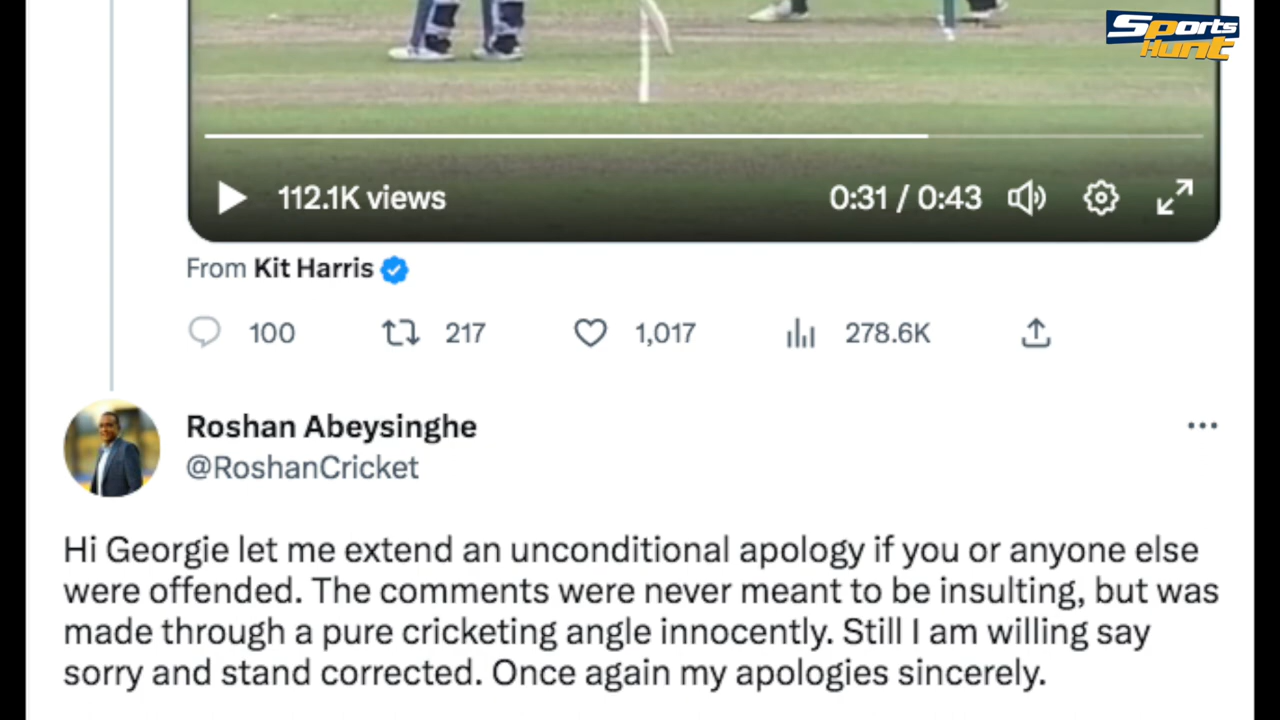 Sports
Hunt
112.1K views
0:31 / 0:43
From Kit Harris
100
217
1,017
278.6K
Roshan Abeysinghe
@RoshanCricket
Hi Georgie let me extend an unconditional apology if you or anyone else
were offended. The comments were never meant to be insulting, but was
made through a pure cricketing angle innocently. Still I am willing say
sorry and stand corrected. Once again my apologies sincerely.